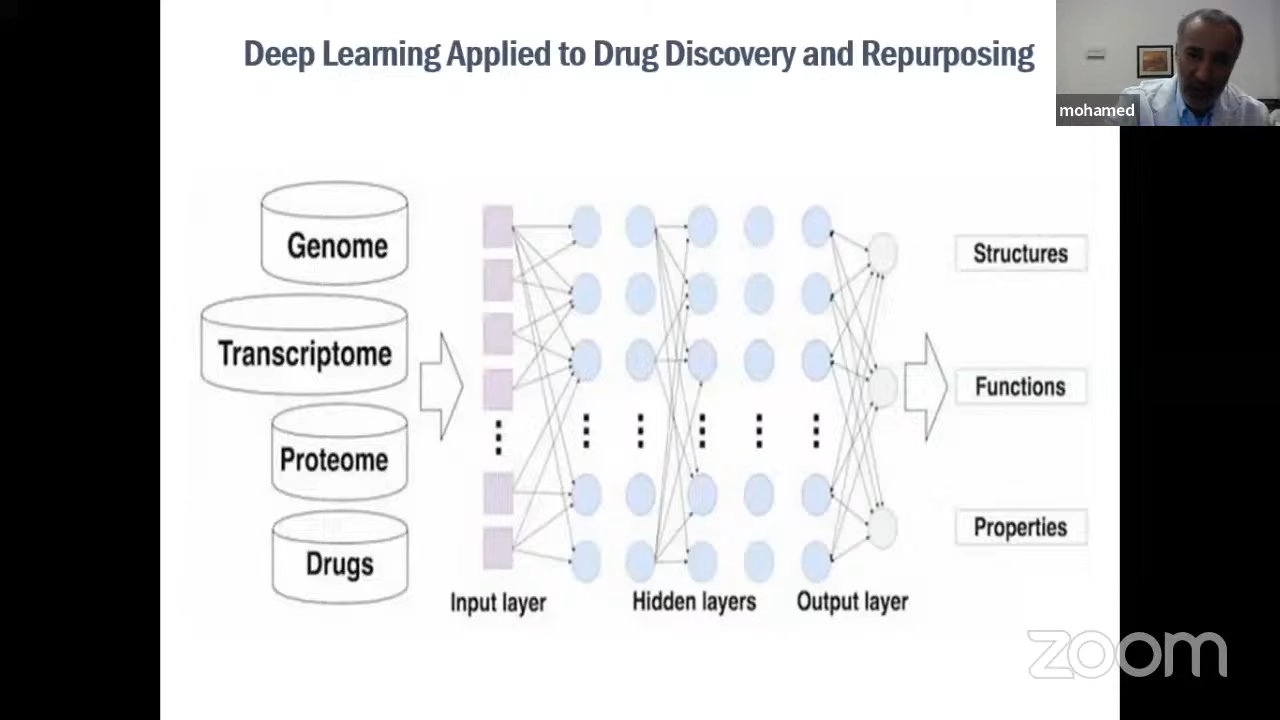 Deep Learning Applied to Drug Discovery and Repurposing
mohamed
Genome
Transcriptome
Proteome
Drugs
Input layer
Hidden layers
Output layer
Structures
Functions
Properties
zoom